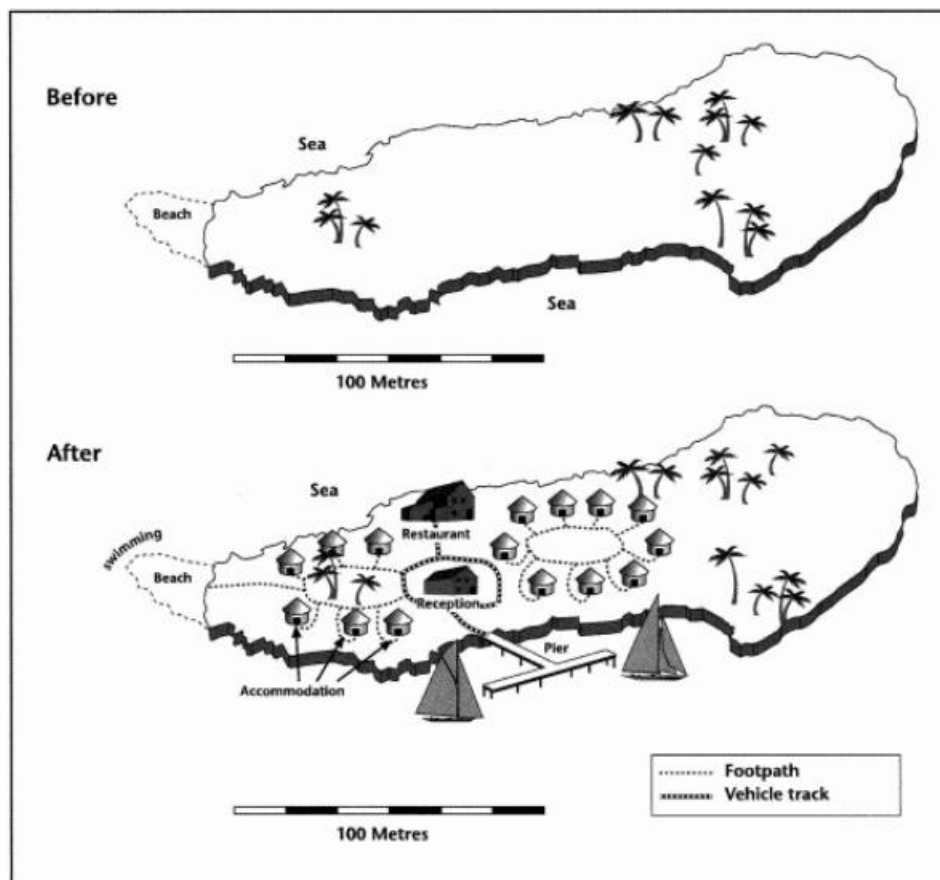 Before
Sea
Beach
Sea
100 Metres
After
Sea
swimming
Restaurant
Beach
Reception
Pier
Accommodation
Footpath
Vehicle track
100 Metres